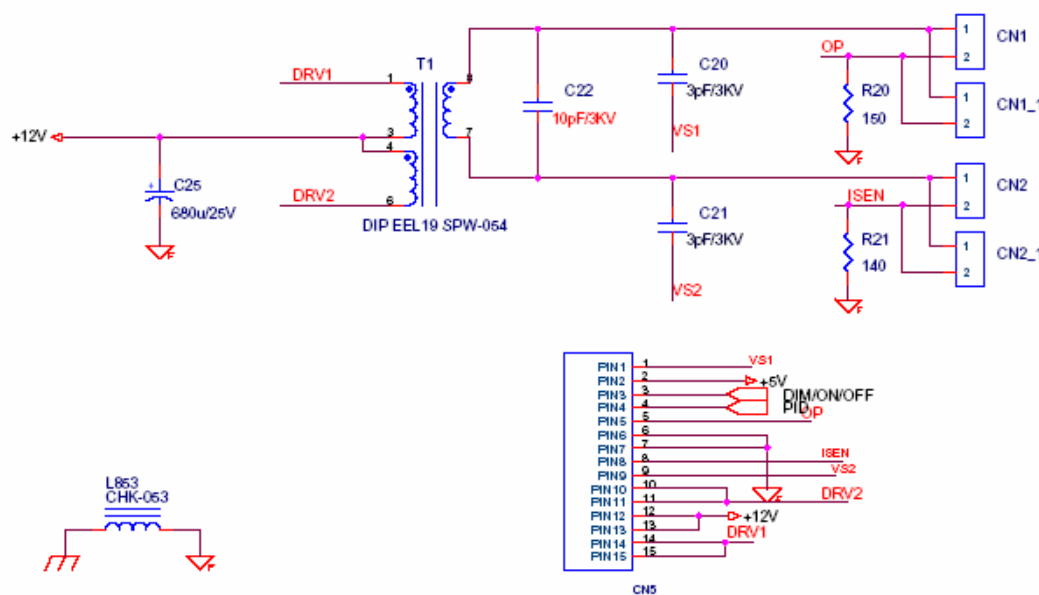 T1
DRV1
1
8
+12V
3
4
7
DRV2
6
C25
680u/25V
DIP EEL19 SPW-054
C22
10pF/3KV
C20
3pF/3KV
VS1
C21
3pF/3KV
VS2
OP
R20
150
ISEN
R21
140
1
2
CN1
1
2
CN1_1
1
2
CN2
1
2
CN2_1
PIN1 1 VS1
PIN2 2 +5V
PIN3 3 DIM/ON/OFF
PIN4 4 PID
PIN5 5 OP
PIN6 6
PIN7 7
PIN8 8 ISEN
PIN9 9 VS2
PIN10 10
PIN11 11 DRV2
PIN12 12 +12V
PIN13 13
PIN14 14 DRV1
PIN15 15
CN5
L853
CHK-053